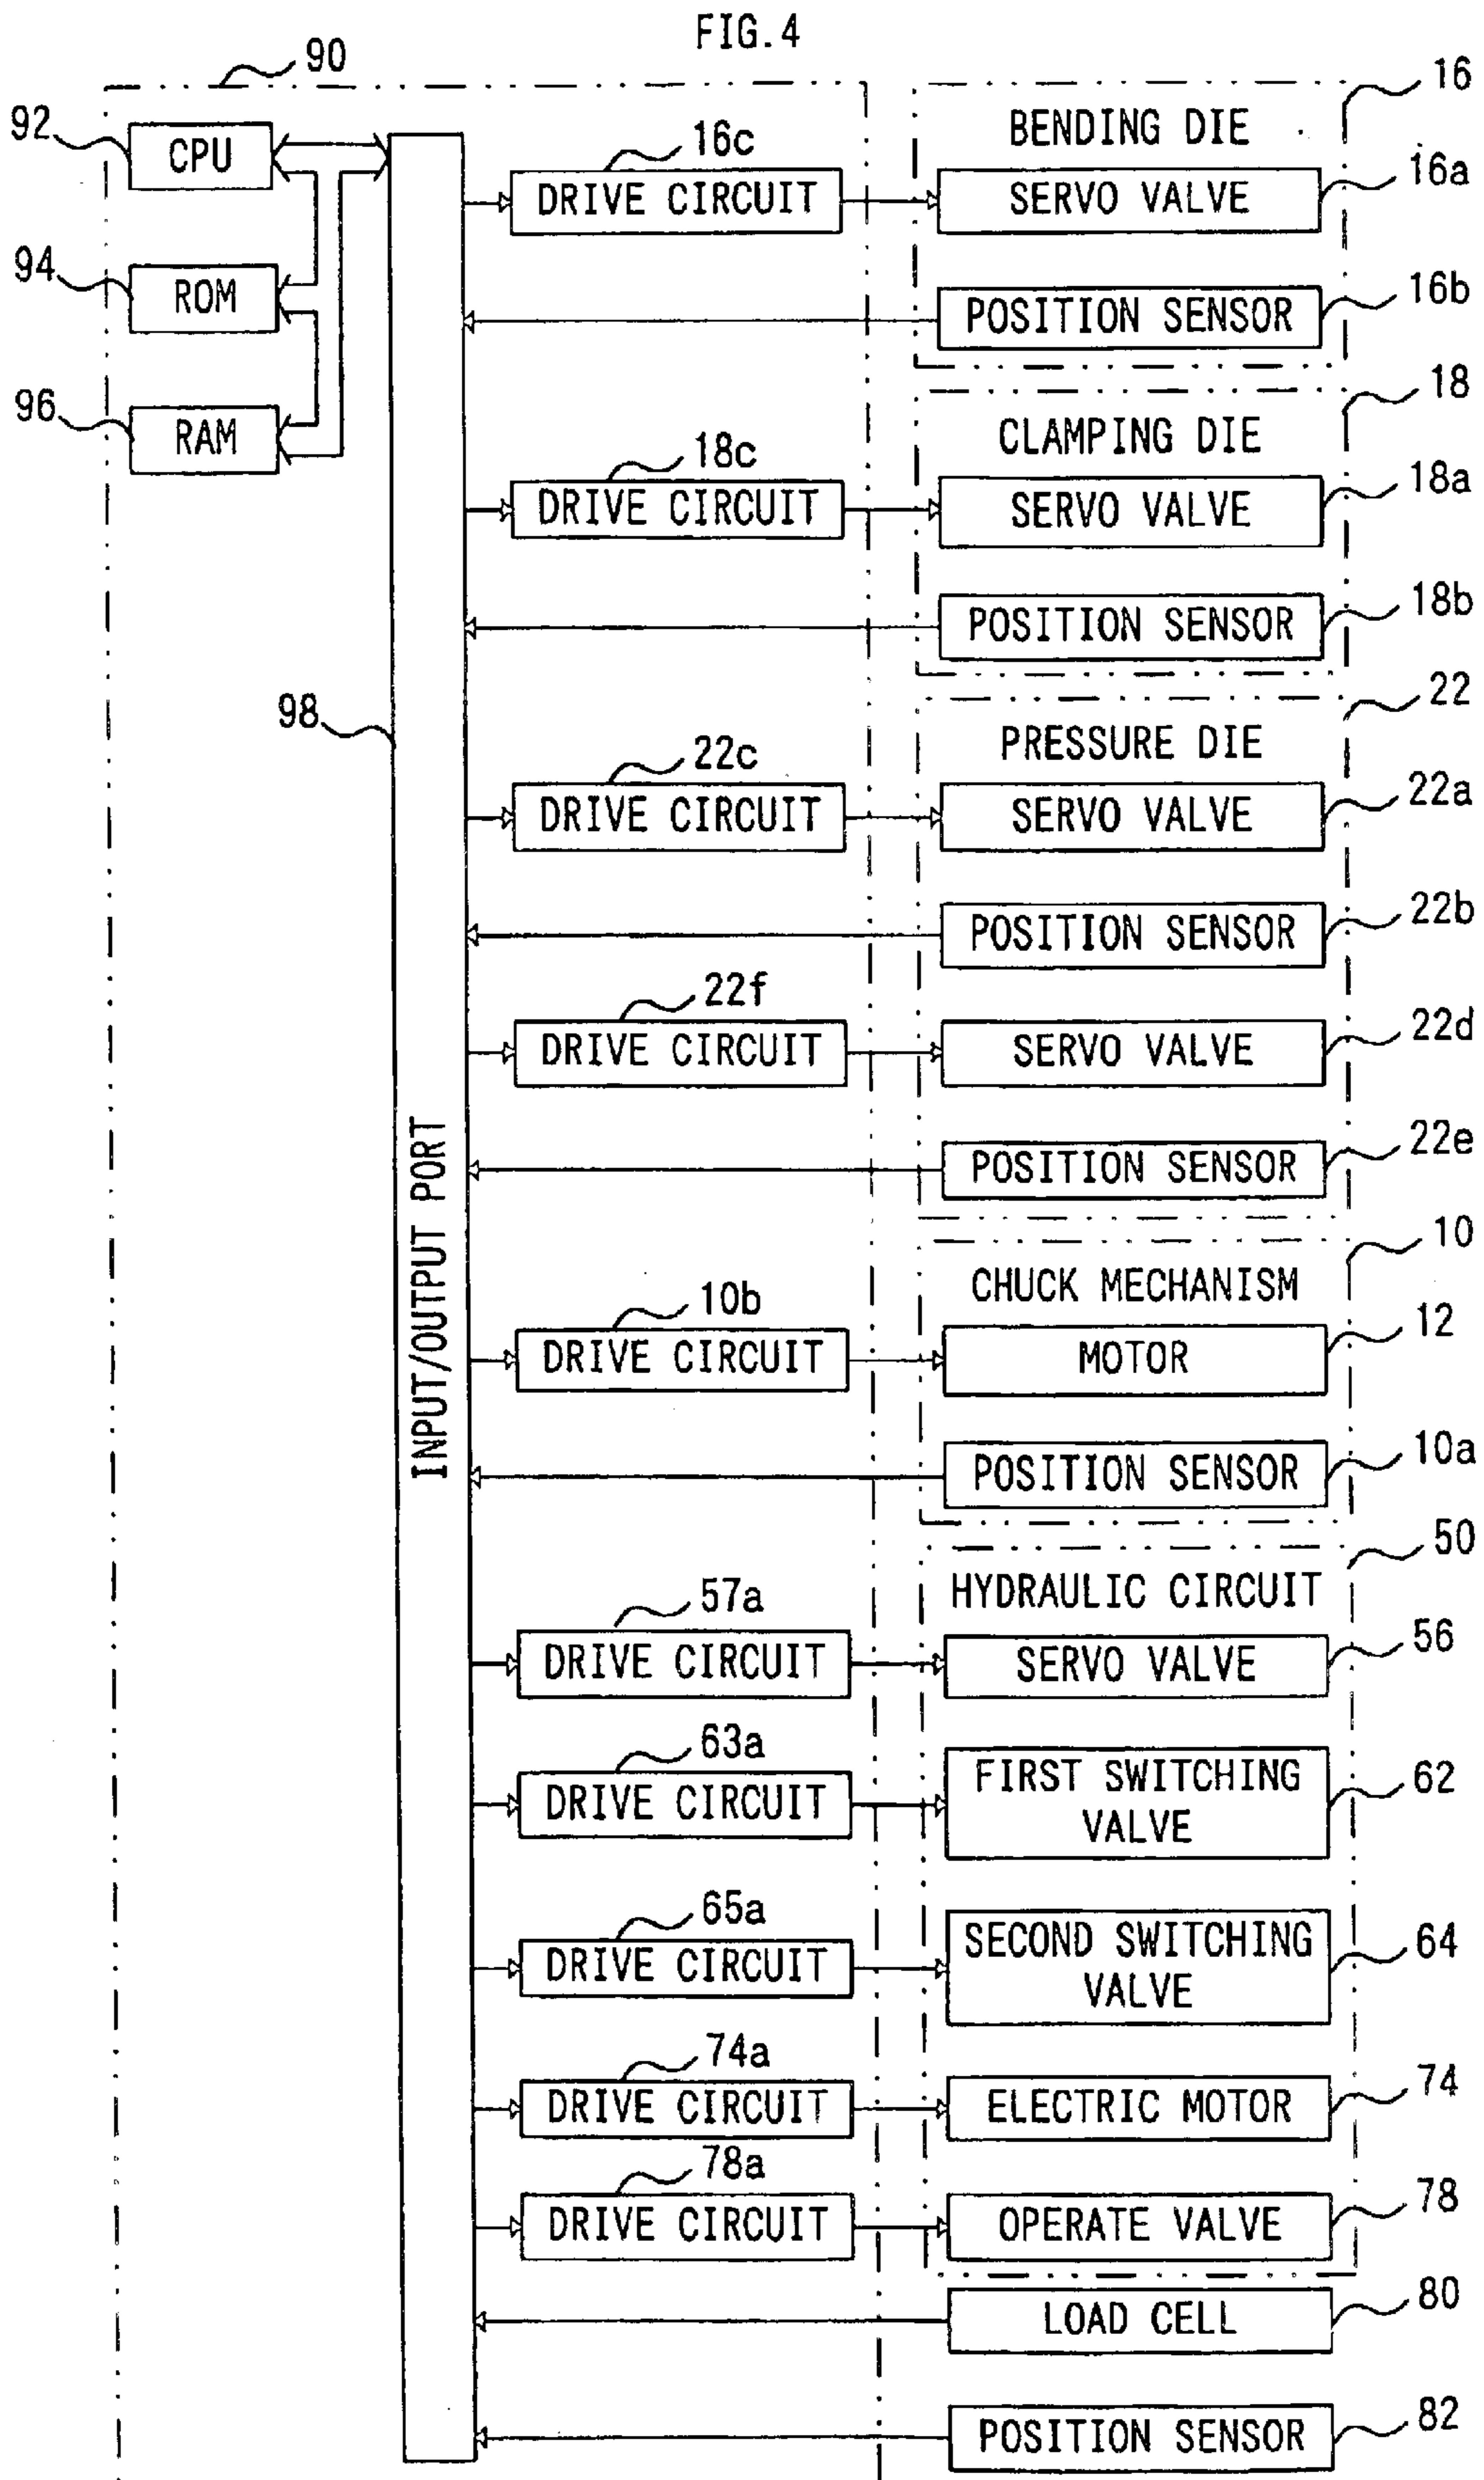 FIG.4
90
16
92
CPU
16c
BENDING DIE
16a
DRIVE CIRCUIT
SERVO VALVE
94
ROM
16b
POSITION SENSOR
96
RAM
18
CLAMPING DIE
18c
18a
DRIVE CIRCUIT
SERVO VALVE
18b
POSITION SENSOR
98
22
PRESSURE DIE
22c
22a
DRIVE CIRCUIT
SERVO VALVE
22b
POSITION SENSOR
22f
22d
DRIVE CIRCUIT
SERVO VALVE
22e
POSITION SENSOR
INPUT/OUTPUT PORT
10
CHUCK MECHANISM
10b
12
DRIVE CIRCUIT
MOTOR
10a
POSITION SENSOR
50
HYDRAULIC CIRCUIT
57a
56
DRIVE CIRCUIT
SERVO VALVE
63a
62
DRIVE CIRCUIT
FIRST SWITCHING
VALVE
65a
64
DRIVE CIRCUIT
SECOND SWITCHING
VALVE
74a
74
DRIVE CIRCUIT
ELECTRIC MOTOR
78a
78
DRIVE CIRCUIT
OPERATE VALVE
80
LOAD CELL
82
POSITION SENSOR